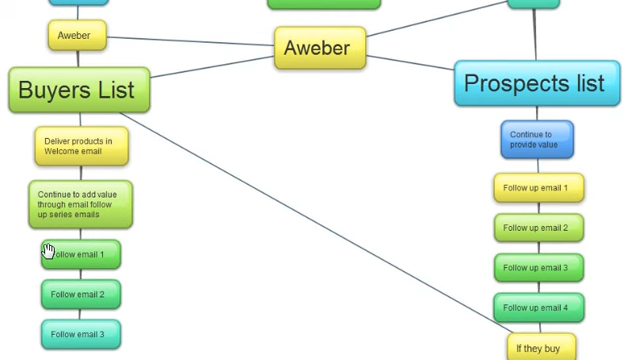 Aweber
Aweber
Buyers List
Prospects list
Deliver products in
Welcome email
Continue to add value
through email follow
up series emails
Follow email 1
Follow email 2
Follow email 3
Continue to
provide value
Follow up email 1
Follow up email 2
Follow up email 3
Follow up email 4
If they buy